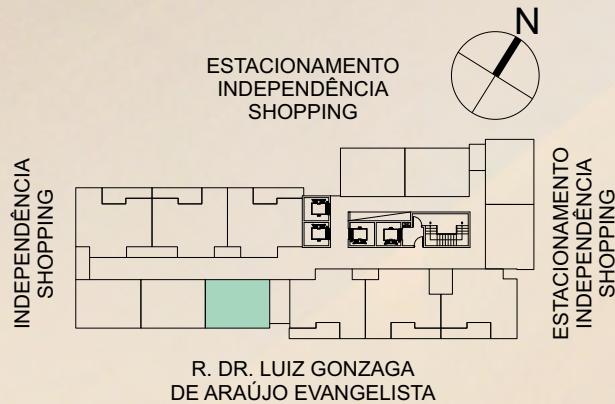 N
ESTACIONAMENTO
INDEPENDÊNCIA
SHOPPING
INDEPENDÊNCIA
SHOPPING
ESTACIONAMENTO
INDEPENDÊNCIA
SHOPPING
R. DR. LUIZ GONZAGA
DE ARAÚJO EVANGELISTA